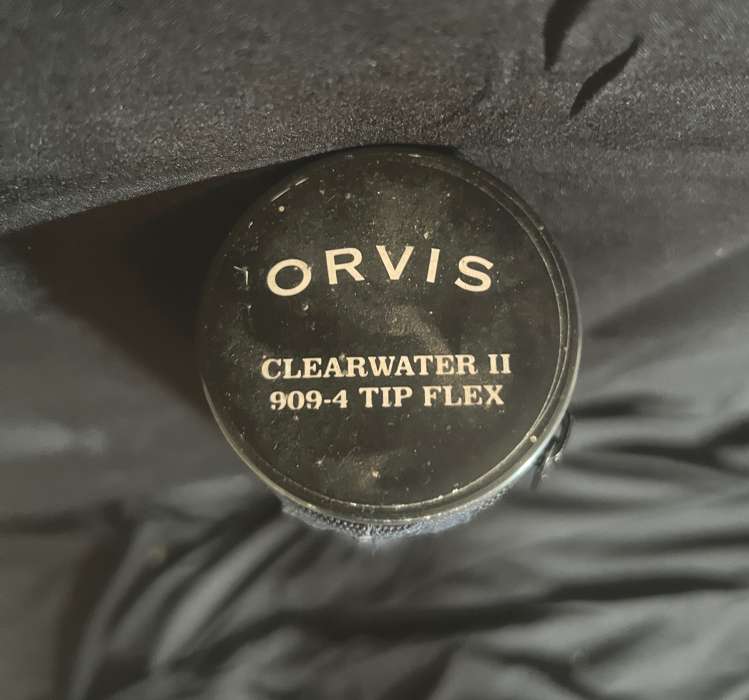 ORVIS
CLEARWATER II
909-4 TIP FLEX